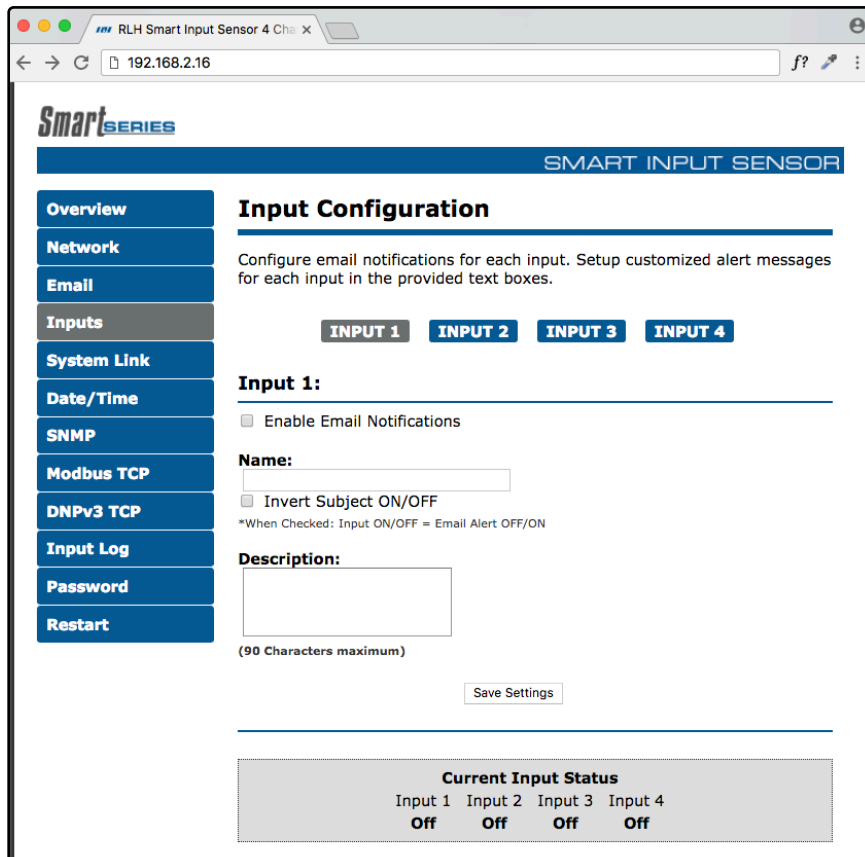 RLH Smart Input Sensor 4 Cha
192.168.2.16
f?
Smart SERIES
SMART INPUT SENSOR
Overview
Network
Email
Inputs
System Link
Date/Time
SNMP
Modbus TCP
DNPv3 TCP
Input Log
Password
Restart
Input Configuration
Configure email notifications for each input. Setup customized alert messages
for each input in the provided text boxes.
INPUT 1 INPUT 2 INPUT 3 INPUT 4
Input 1:
Enable Email Notifications
Name:
Invert Subject ON/OFF
*When Checked: Input ON/OFF = Email Alert OFF/ON
Description:
(90 Characters maximum)
Save Settings
Current Input Status
Input 1 Input 2 Input 3 Input 4
Off Off Off Off